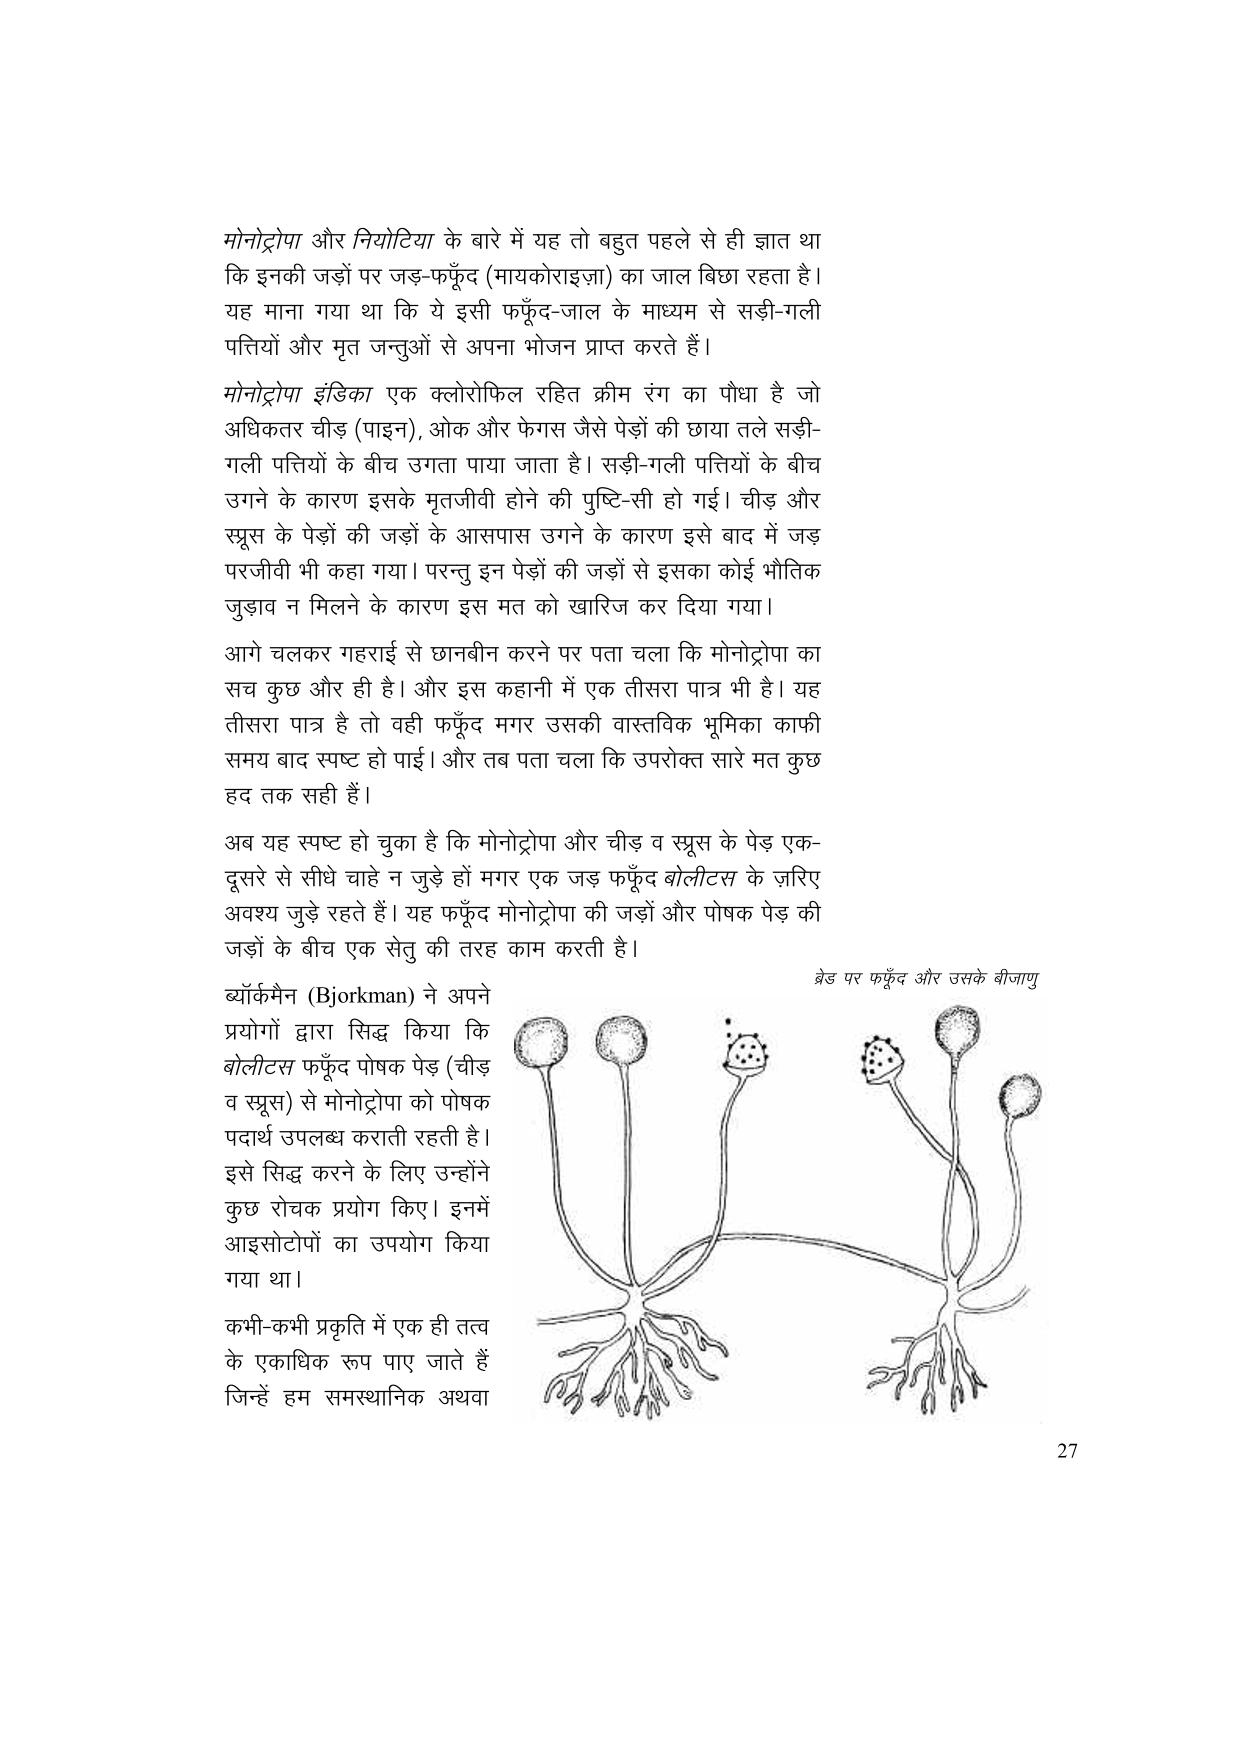 मोनोट्रोपा और नियोटिया के बारे में यह तो बहुत पहले से ही ज्ञात था
कि इनकी जड़ों पर जड़-फफूँद (मायकोराइज़ा) का जाल बिछा रहता है।
यह माना गया था कि ये इसी फफूँद-जाल के माध्यम से सड़ी-गली
पत्तियों और मृत जन्तुओं से अपना भोजन प्राप्त करते हैं।
मोनोट्रोपा इंडिका एक क्लोरोफिल रहित क्रीम रंग का पौधा है जो
अधिकतर चीड़ (पाइन), ओक और फेगस जैसे पेड़ों की छाया तले सड़ी-
गली पत्तियों के बीच उगता पाया जाता है। सड़ी-गली पत्तियों के बीच
उगने के कारण इसके मृतजीवी होने की पुष्टि-सी हो गई। चीड़ और
स्प्रूस के पेड़ों की जड़ों के आसपास उगने के कारण इसे बाद में जड़
परजीवी भी कहा गया। परन्तु इन पेड़ों की जड़ों से इसका कोई भौतिक
जुड़ाव न मिलने के कारण इस मत को खारिज कर दिया गया।
आगे चलकर गहराई से छानबीन करने पर पता चला कि मोनोट्रोपा का
सच कुछ और ही है। और इस कहानी में एक तीसरा पात्र भी है। यह
तीसरा पात्र है तो वही फफूँद मगर उसकी वास्तविक भूमिका काफी
समय बाद स्पष्ट हो पाई। और तब पता चला कि उपरोक्त सारे मत कुछ
हद तक सही हैं।
अब यह स्पष्ट हो चुका है कि मोनोट्रोपा और चीड़ व स्प्रूस के पेड़ एक-
दूसरे से सीधे चाहे न जुड़े हों मगर एक जड़ फफूँद बोलीटस के ज़रिए
अवश्य जुड़े रहते हैं। यह फफूँद मोनोट्रोपा की जड़ों और पोषक पेड़ की
जड़ों के बीच एक सेतु की तरह काम करती है।
ब्रेड पर फफूँद और उसके बीजाणु
ब्यॉर्कमैन (Bjorkman) ने अपने
प्रयोगों द्वारा सिद्ध किया कि
बोलीटस फफूँद पोषक पेड़ (चीड़
व स्प्रूस) से मोनोट्रोपा को पोषक
पदार्थ उपलब्ध कराती रहती है।
इसे सिद्ध करने के लिए उन्होंने
कुछ रोचक प्रयोग किए। इनमें
आइसोटोपों का उपयोग किया
गया था।
कभी-कभी प्रकृति में एक ही तत्व
के एकाधिक रूप पाए जाते हैं
जिन्हें हम समस्थानिक अथवा
27